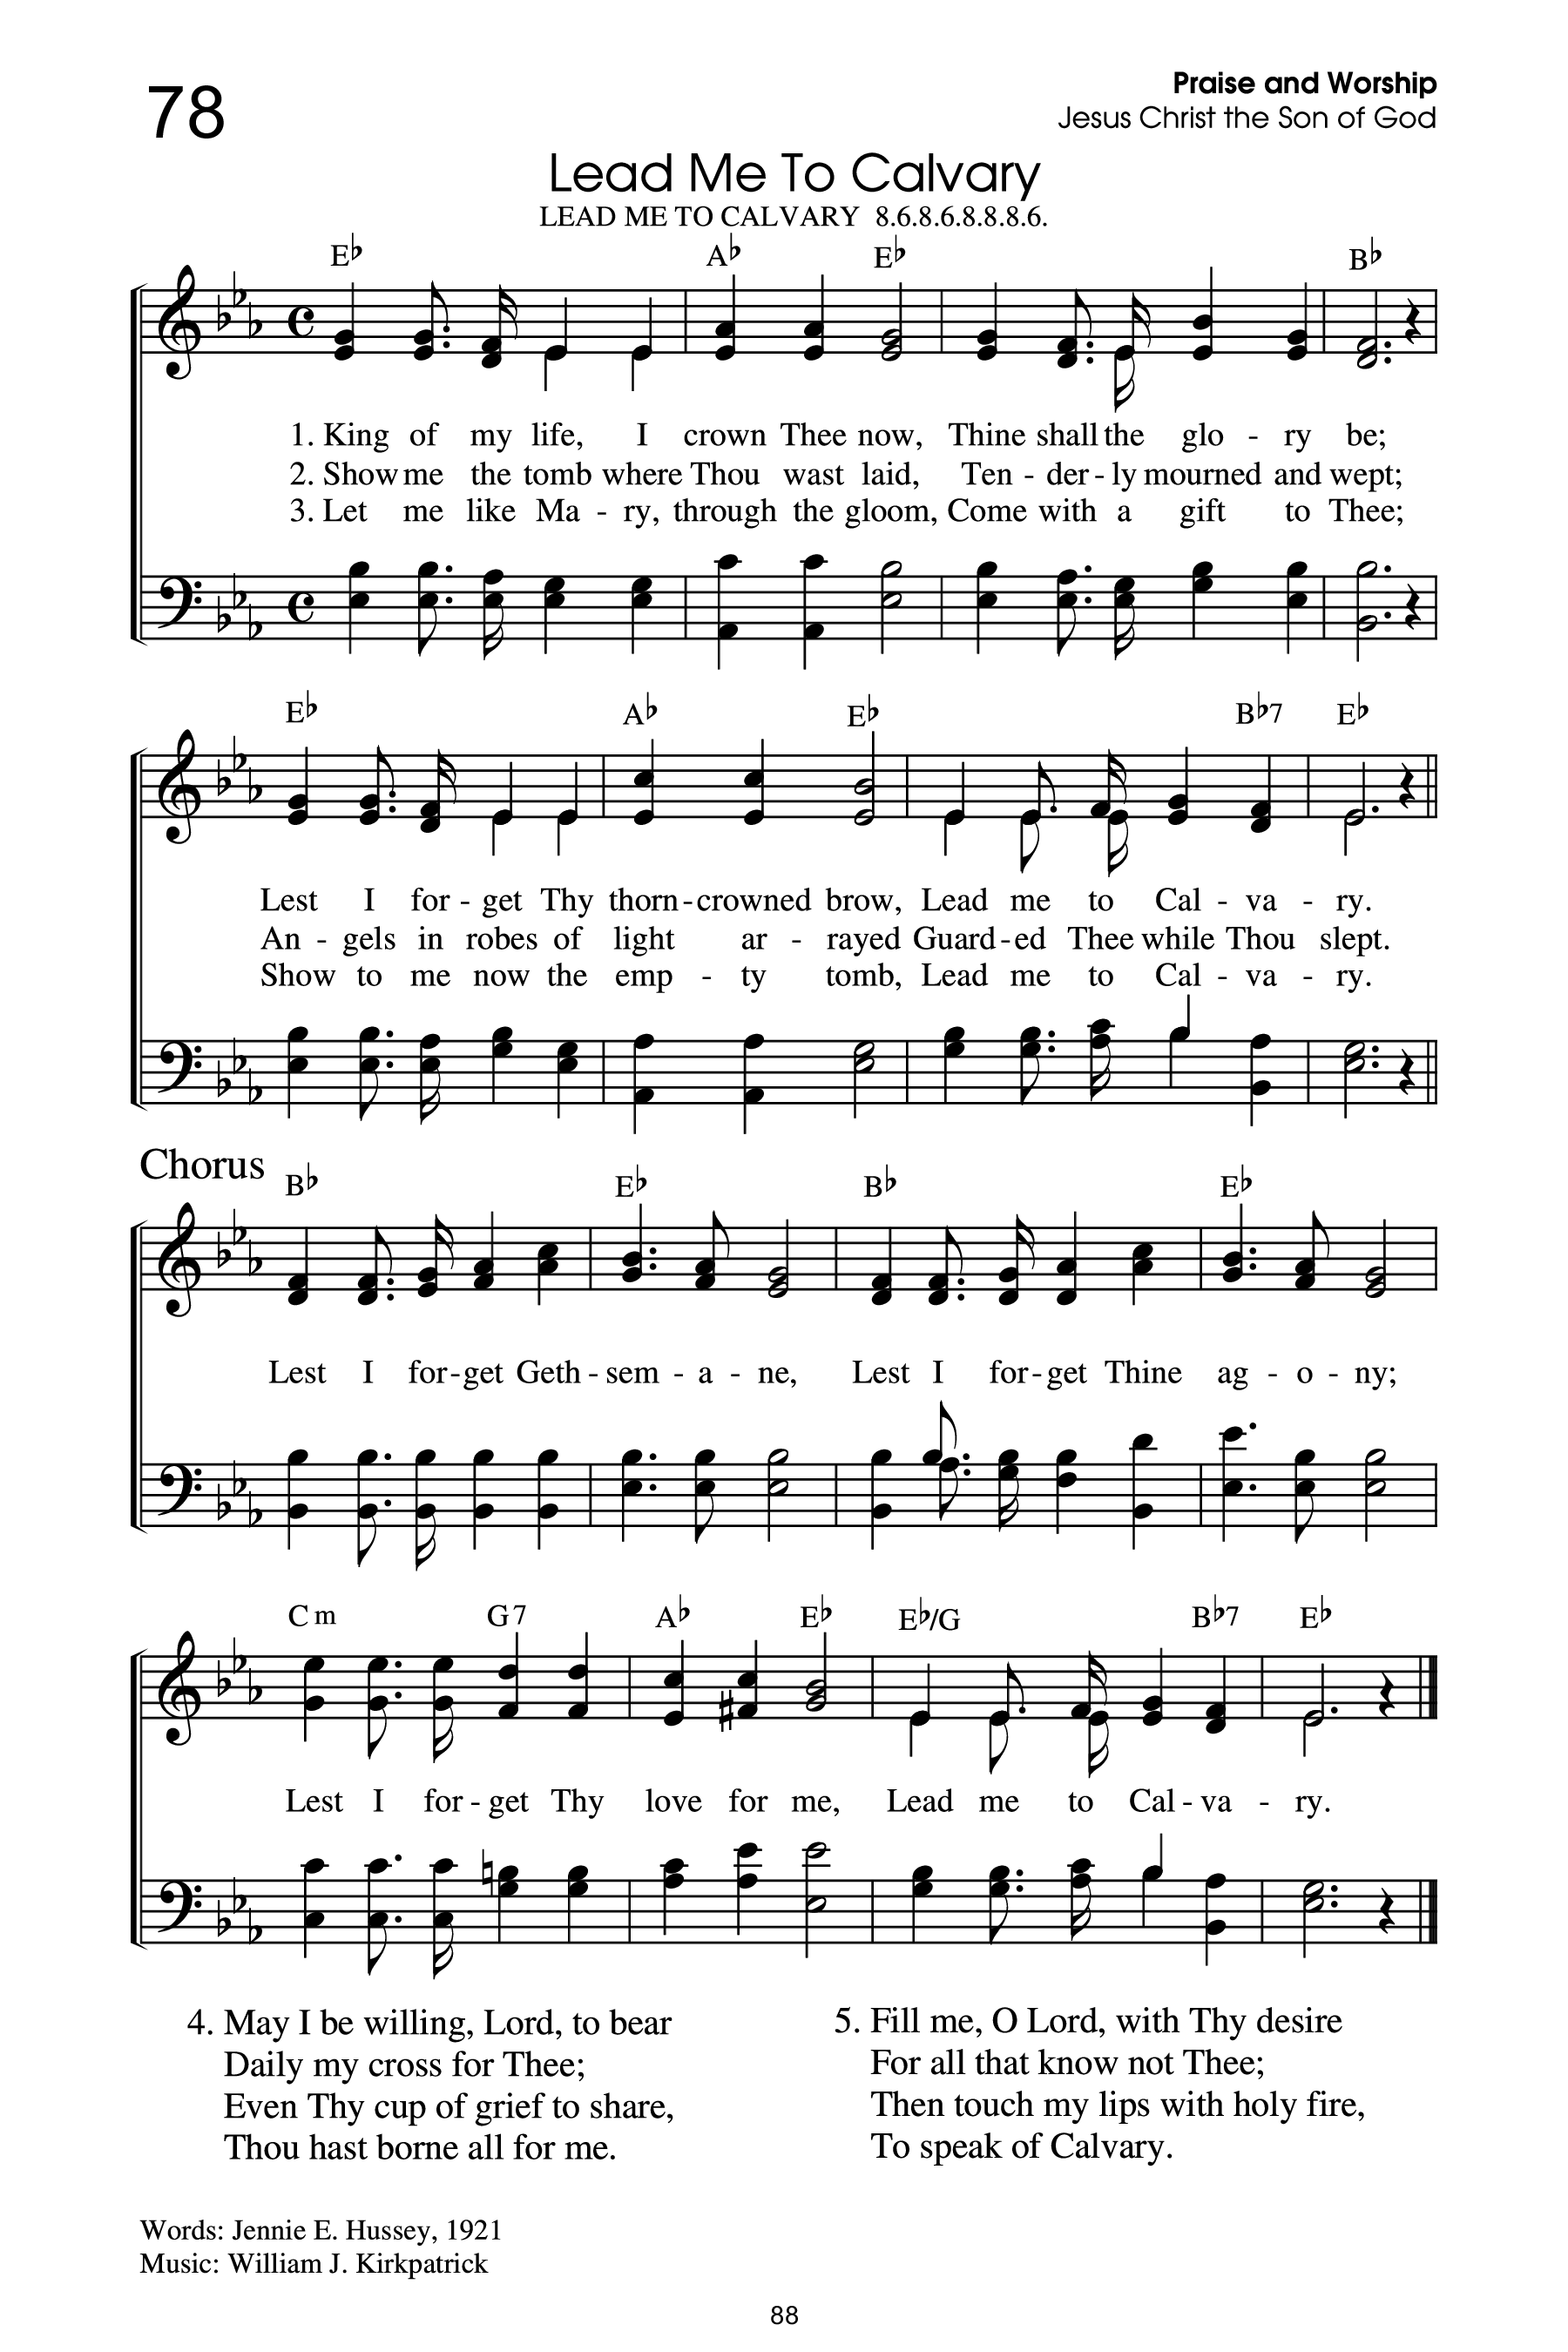 78
Praise and Worship
Jesus Christ the Son of God
Lead Me To Calvary
LEAD ME TO CALVARY 8.6.8.6.8.8.8.6.
E♭ A♭ E♭ B♭
1. King of my life, I crown Thee now, Thine shall the glo - ry be;
2. Show me the tomb where Thou wast laid, Ten - der - ly mourned and wept;
3. Let me like Ma - ry, through the gloom, Come with a gift to Thee;
E♭ A♭ E♭ B♭7 E♭
Lest I for - get Thy thorn - crowned brow, Lead me to Cal - va - ry.
An - gels in robes of light ar - rayed Guard - ed Thee while Thou slept.
Show to me now the emp - ty tomb, Lead me to Cal - va - ry.
Chorus
B♭ E♭ B♭ E♭
Lest I for - get Geth - sem - a - ne, Lest I for - get Thine ag - o - ny;
C m G 7 A♭ E♭ E♭/G B♭7 E♭
Lest I for - get Thy love for me, Lead me to Cal - va - ry.
4. May I be willing, Lord, to bear
Daily my cross for Thee;
Even Thy cup of grief to share,
Thou hast borne all for me.
5. Fill me, O Lord, with Thy desire
For all that know not Thee;
Then touch my lips with holy fire,
To speak of Calvary.
Words: Jennie E. Hussey, 1921
Music: William J. Kirkpatrick
88